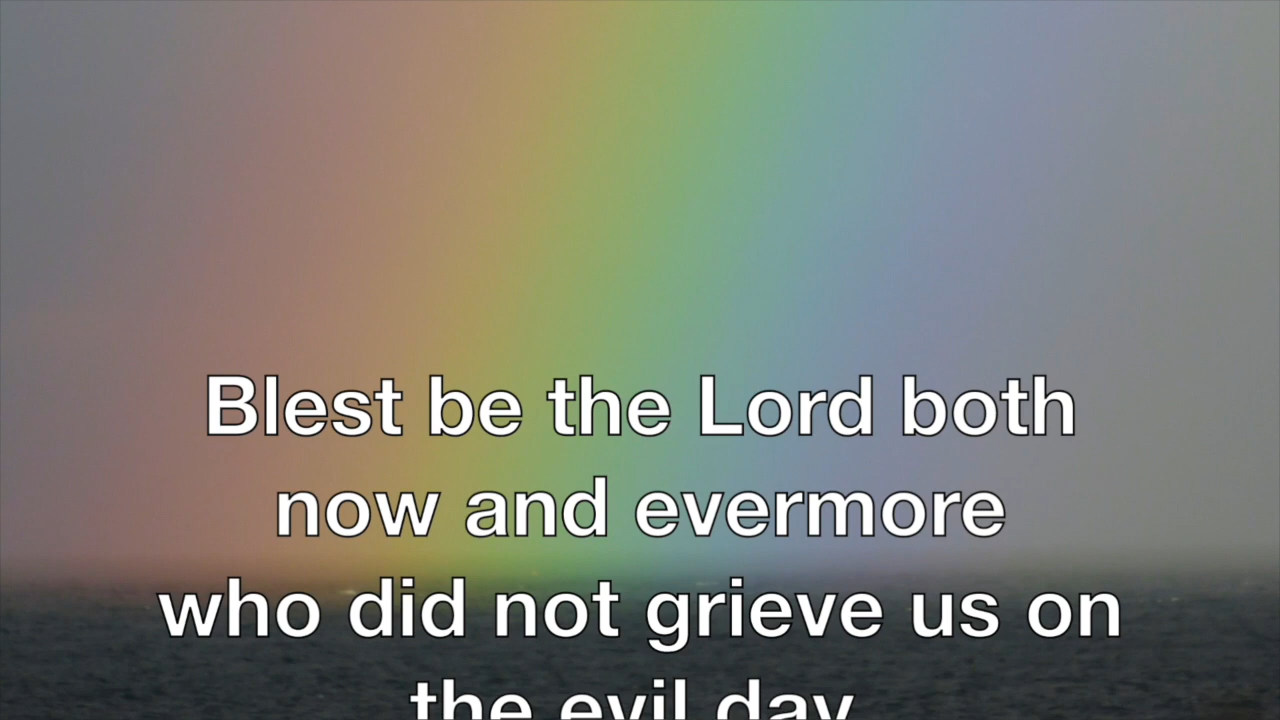 Blest be the Lord both
now and evermore
who did not grieve us on
the evil day